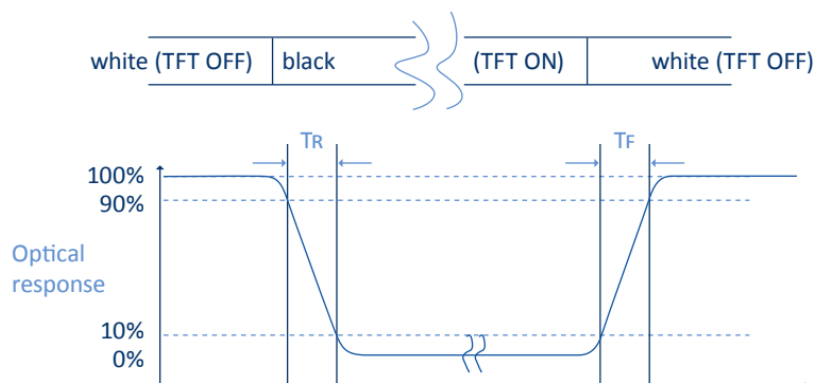 white (TFT OFF) black (TFT ON) white (TFT OFF)
TR TF
100%
90%
Optical
response
10%
0%